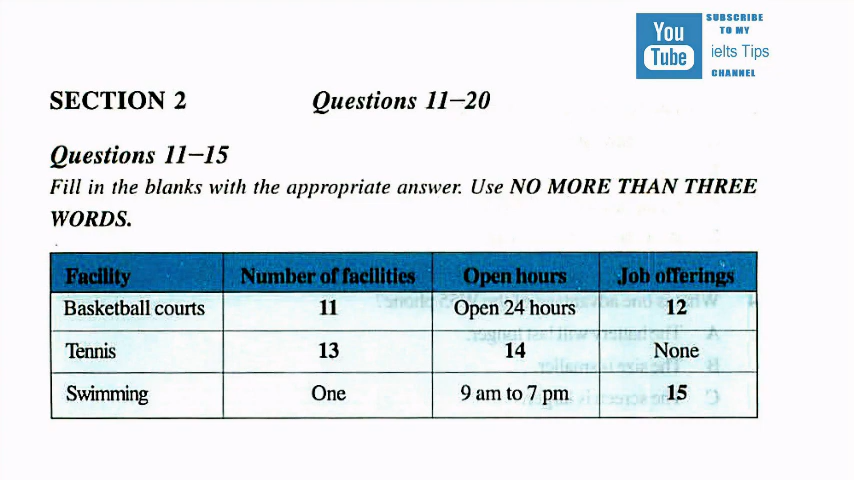 You
Tube
SUBSCRIBE
TO MY
ielts Tips
CHANNEL
SECTION 2 Questions 11–20
Questions 11–15
Fill in the blanks with the appropriate answer. Use NO MORE THAN THREE
WORDS.
Facility Number of facilities Open hours Job offerings
Basketball courts 11 Open 24 hours 12
Tennis 13 14 None
Swimming One 9 am to 7 pm 15